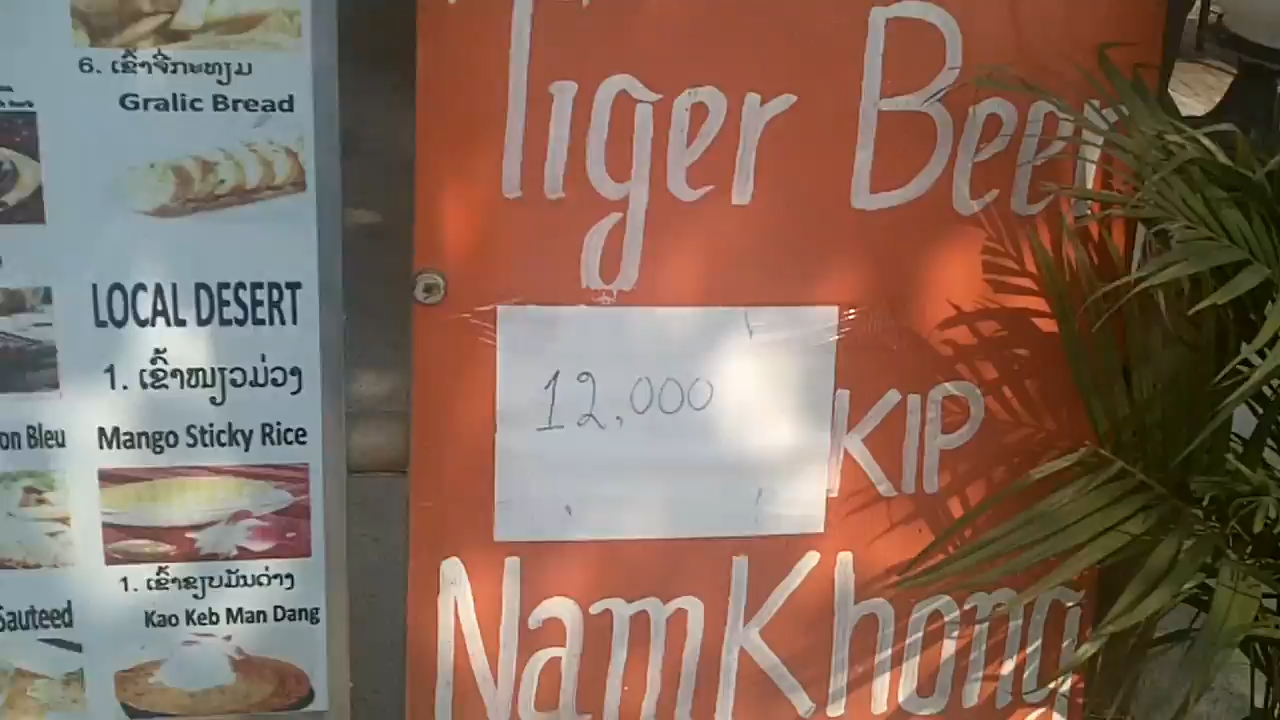 6. ເຂົ້າຈີ່ກະທຽມ
Gralic Bread
LOCAL DESERT
1. ເຂົ້າໜຽວມ່ວງ
on Bleu
Mango Sticky Rice
1. ເຂົ້າຂຽບມັນດ່າງ
Sauteed
Kao Keb Man Dang
Tiger Beer
12,000
KIP
NamKhong